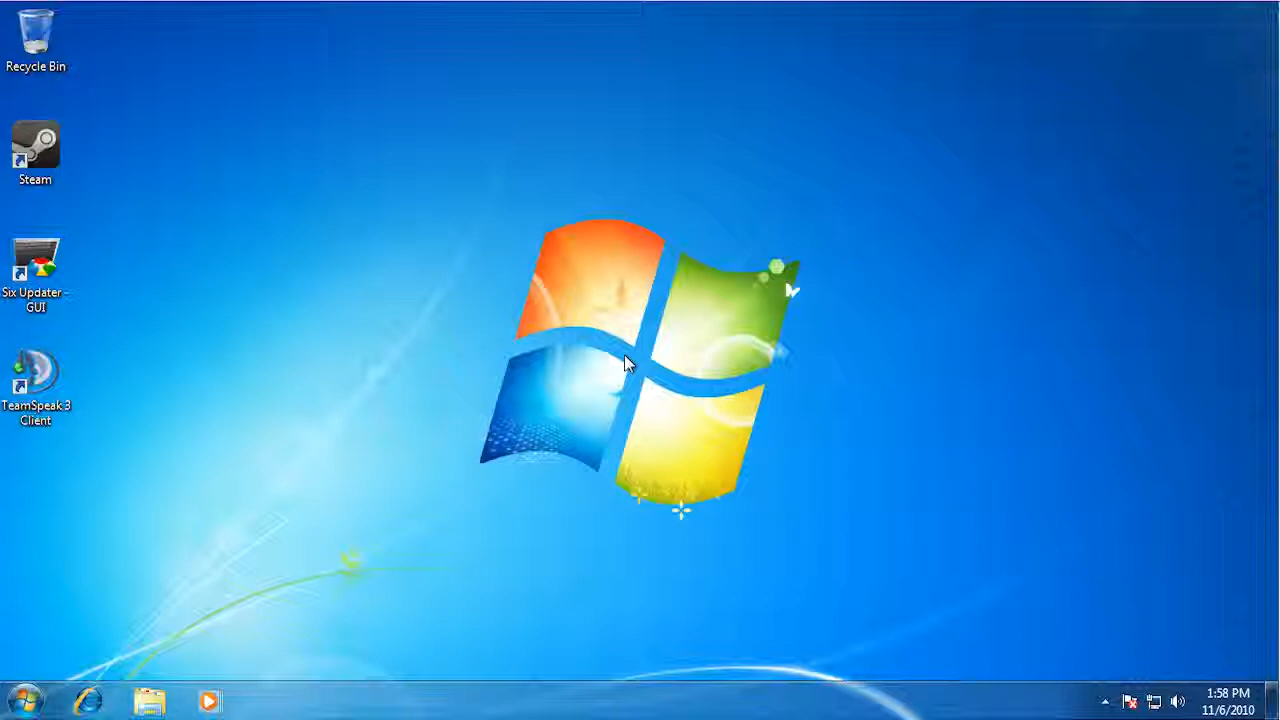 Recycle Bin
Steam
Six Updater -
GUI
TeamSpeak 3
Client
1:58 PM
11/6/2010